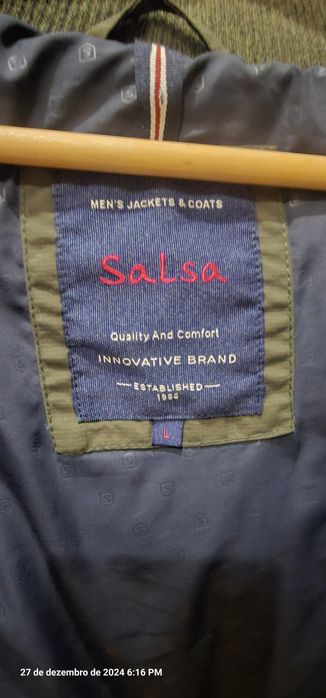 MEN'S JACKETS & COATS
Salsa
Quality And Comfort
INNOVATIVE BRAND
ESTABLISHED
1994
L
27 de dezembro de 2024 6:16 PM